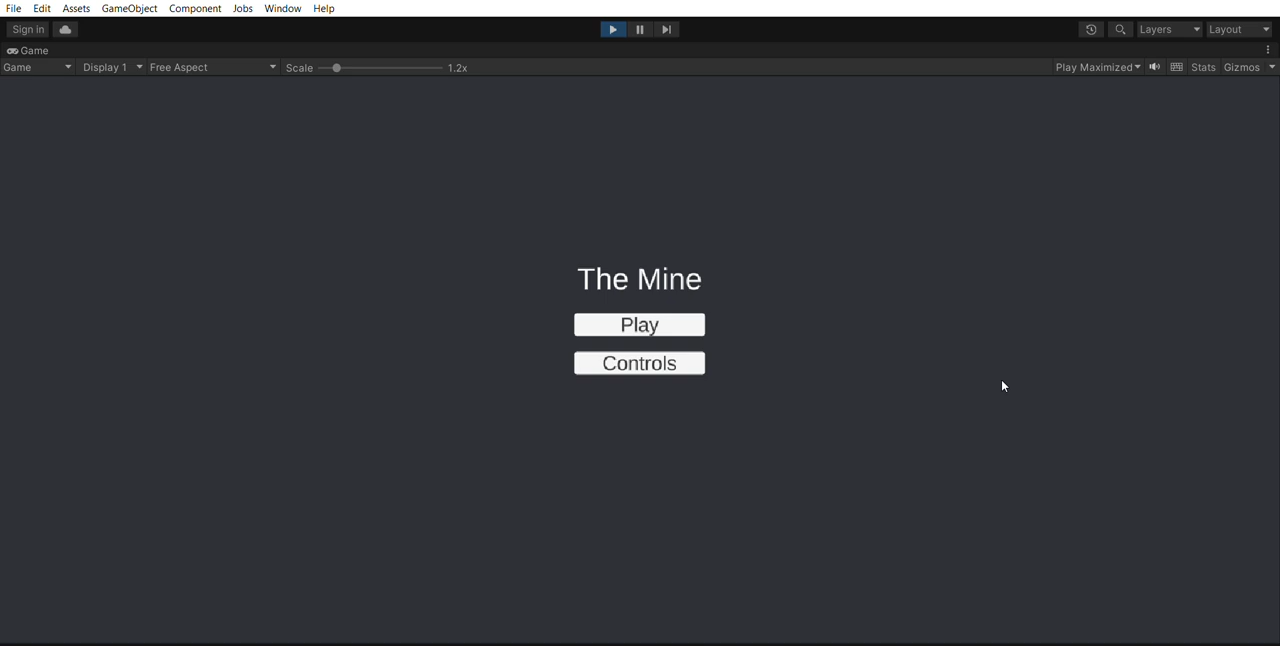 File Edit Assets GameObject Component Jobs Window Help
Sign in Layers Layout
Game
Game Display 1 Free Aspect Scale 1.2x Play Maximized Stats Gizmos
The Mine
Play
Controls